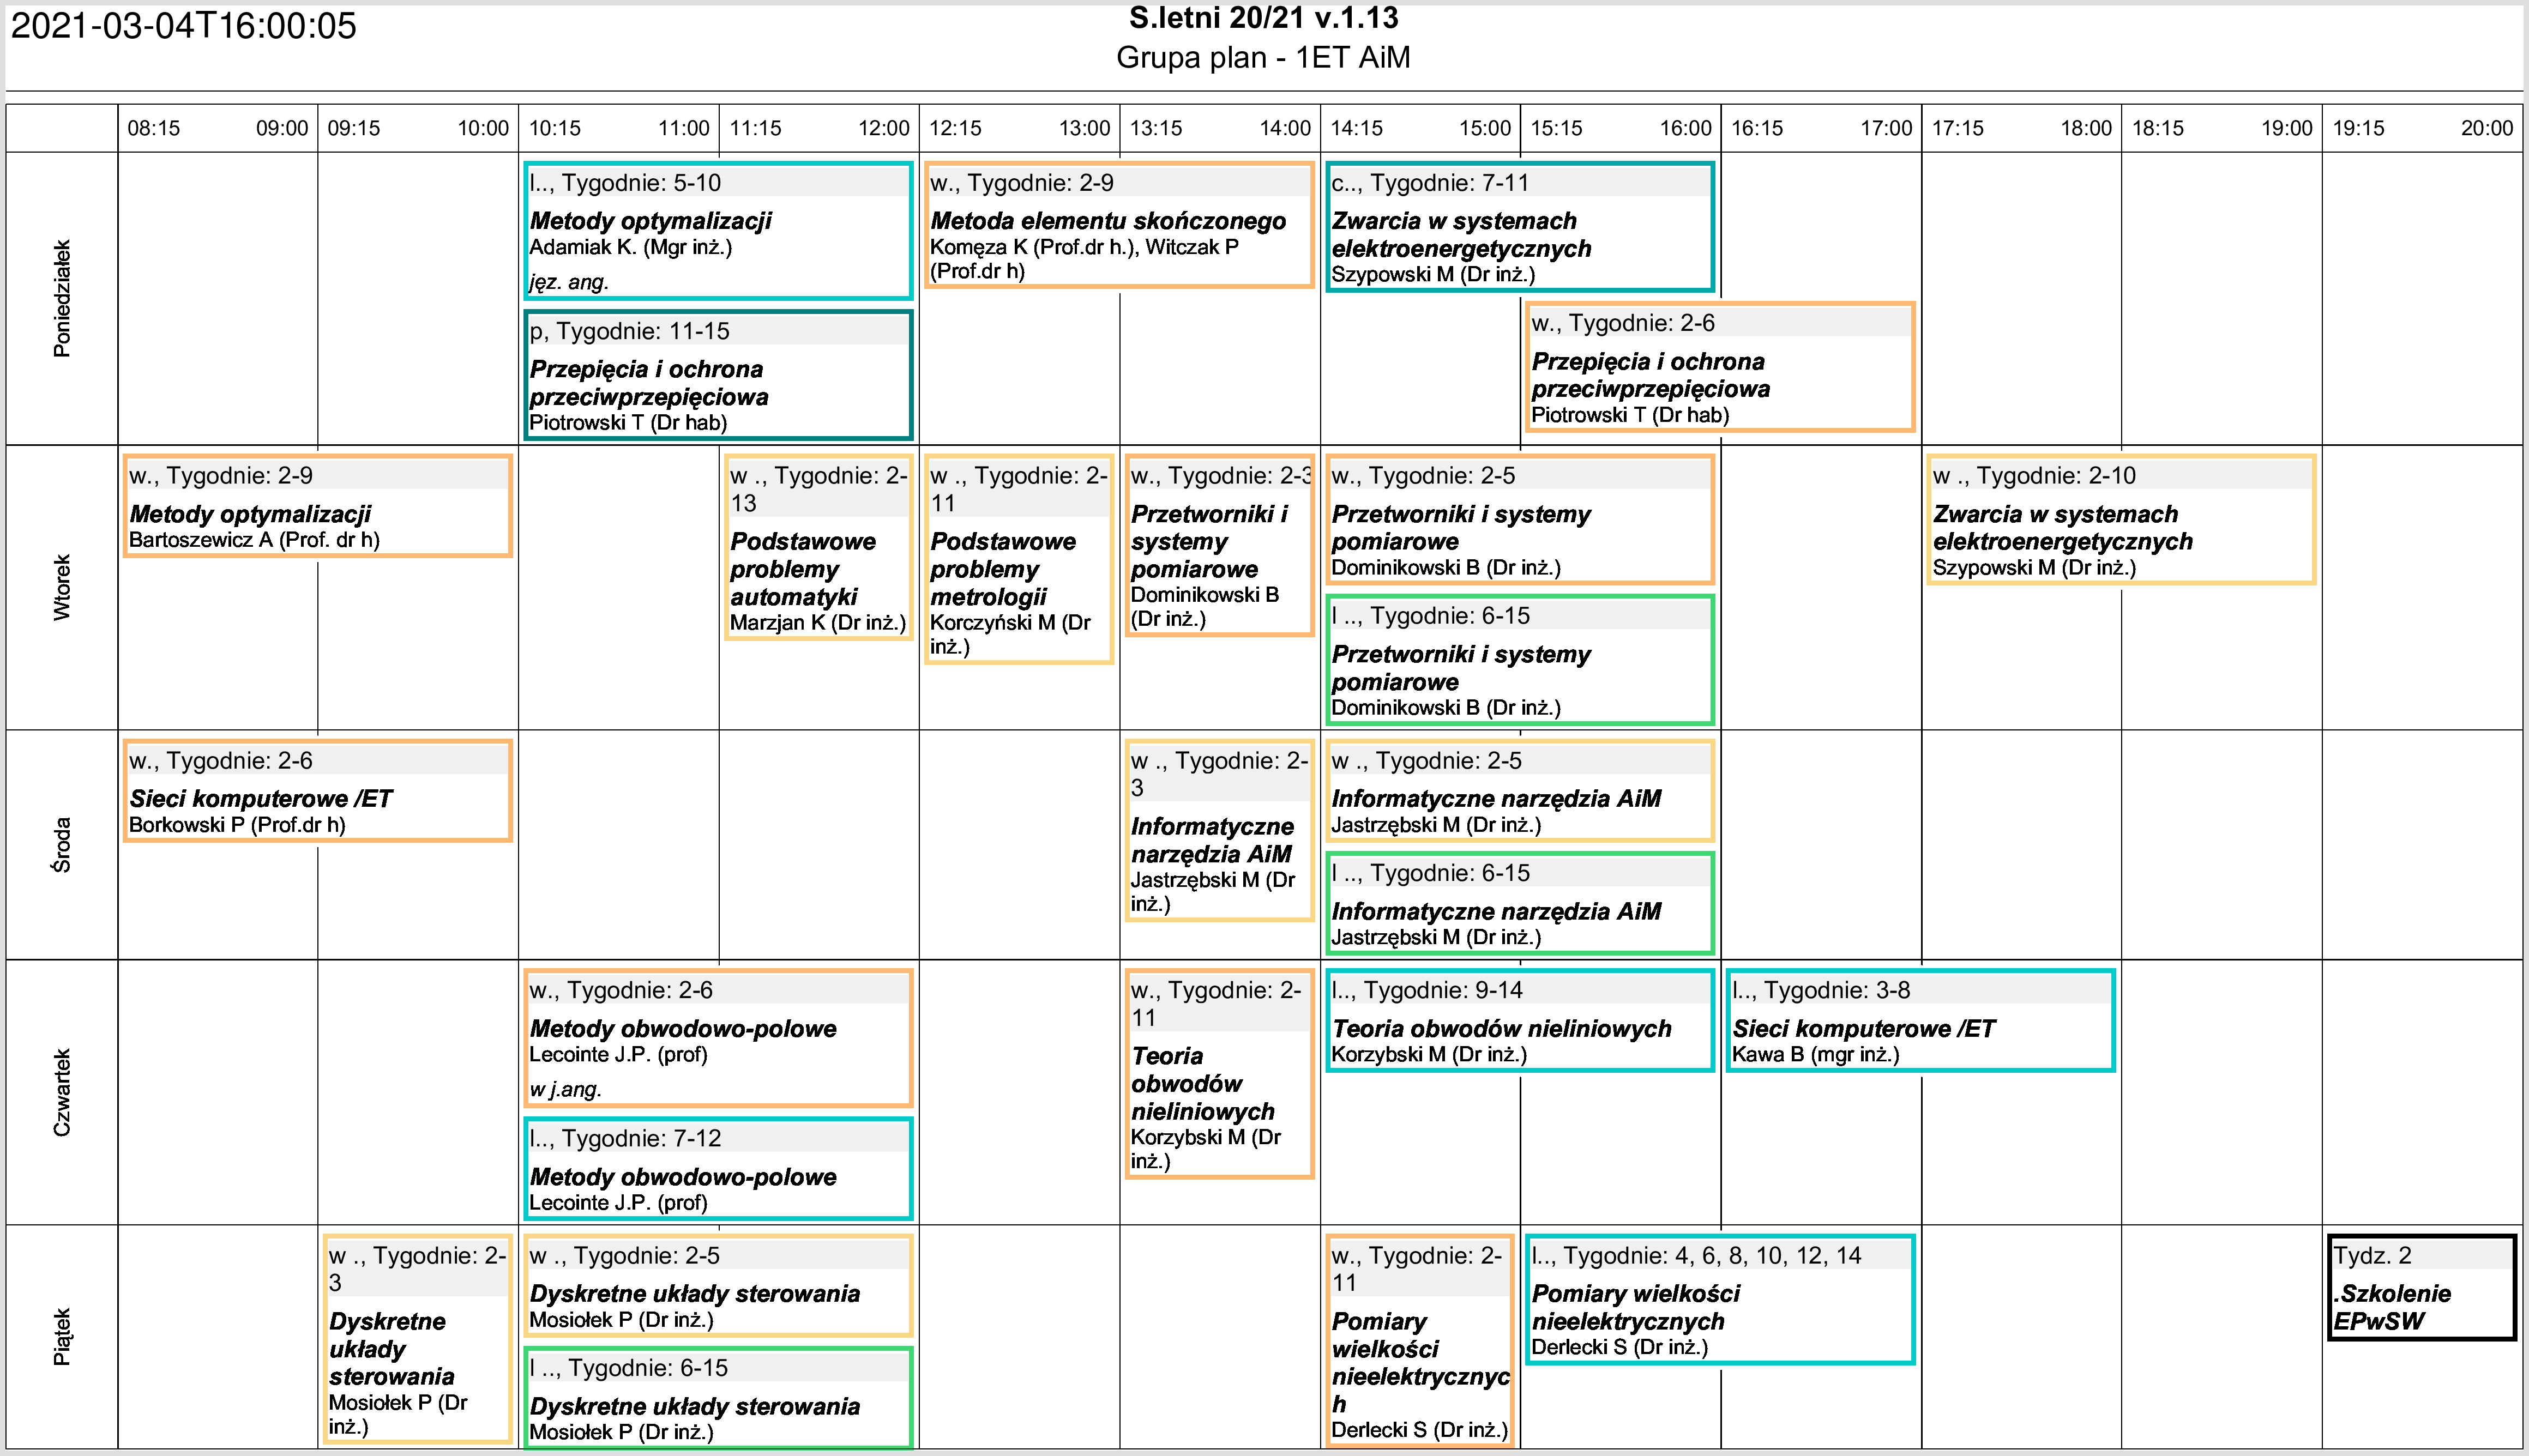 2021-03-04T16:00:05
S.letni 20/21 v.1.13
Grupa plan - 1ET AiM
08:15 09:00 09:15 10:00 10:15 11:00 11:15 12:00 12:15 13:00 13:15 14:00 14:15 15:00 15:15 16:00 16:15 17:00 17:15 18:00 18:15 19:00 19:15 20:00
Poniedziałek
l.., Tygodnie: 5-10
Metody optymalizacji
Adamiak K. (Mgr inż.)
jęz. ang.
p, Tygodnie: 11-15
Przepięcia i ochrona
przeciwprzepięciowa
Piotrowski T (Dr hab)
w., Tygodnie: 2-9
Metoda elementu skończonego
Komęza K (Prof.dr h.), Witczak P
(Prof.dr h)
c.., Tygodnie: 7-11
Zwarcia w systemach
elektroenergetycznych
Szypowski M (Dr inż.)
w., Tygodnie: 2-6
Przepięcia i ochrona
przeciwprzepięciowa
Piotrowski T (Dr hab)
Wtorek
w., Tygodnie: 2-9
Metody optymalizacji
Bartoszewicz A (Prof. dr h)
w ., Tygodnie: 2-
13
Podstawowe
problemy
automatyki
Marzjan K (Dr inż.)
w ., Tygodnie: 2-
11
Podstawowe
problemy
metrologii
Korczyński M (Dr
inż.)
w., Tygodnie: 2-3
Przetworniki i
systemy
pomiarowe
Dominikowski B
(Dr inż.)
w., Tygodnie: 2-5
Przetworniki i systemy
pomiarowe
Dominikowski B (Dr inż.)
l .., Tygodnie: 6-15
Przetworniki i systemy
pomiarowe
Dominikowski B (Dr inż.)
w ., Tygodnie: 2-10
Zwarcia w systemach
elektroenergetycznych
Szypowski M (Dr inż.)
Środa
w., Tygodnie: 2-6
Sieci komputerowe /ET
Borkowski P (Prof.dr h)
w ., Tygodnie: 2-
3
Informatyczne
narzędzia AiM
Jastrzębski M (Dr
inż.)
w ., Tygodnie: 2-5
Informatyczne narzędzia AiM
Jastrzębski M (Dr inż.)
l .., Tygodnie: 6-15
Informatyczne narzędzia AiM
Jastrzębski M (Dr inż.)
Czwartek
w., Tygodnie: 2-6
Metody obwodowo-polowe
Lecointe J.P. (prof)
w j.ang.
l.., Tygodnie: 7-12
Metody obwodowo-polowe
Lecointe J.P. (prof)
w., Tygodnie: 2-
11
Teoria
obwodów
nieliniowych
Korzybski M (Dr
inż.)
l.., Tygodnie: 9-14
Teoria obwodów nieliniowych
Korzybski M (Dr inż.)
l.., Tygodnie: 3-8
Sieci komputerowe /ET
Kawa B (mgr inż.)
Piątek
w ., Tygodnie: 2-
3
Dyskretne
układy
sterowania
Mosiołek P (Dr
inż.)
w ., Tygodnie: 2-5
Dyskretne układy sterowania
Mosiołek P (Dr inż.)
l .., Tygodnie: 6-15
Dyskretne układy sterowania
Mosiołek P (Dr inż.)
w., Tygodnie: 2-
11
Pomiary
wielkości
nieelektrycznyc
h
Derlecki S (Dr inż.)
l.., Tygodnie: 4, 6, 8, 10, 12, 14
Pomiary wielkości
nieelektrycznych
Derlecki S (Dr inż.)
Tydz. 2
.Szkolenie
EPwSW